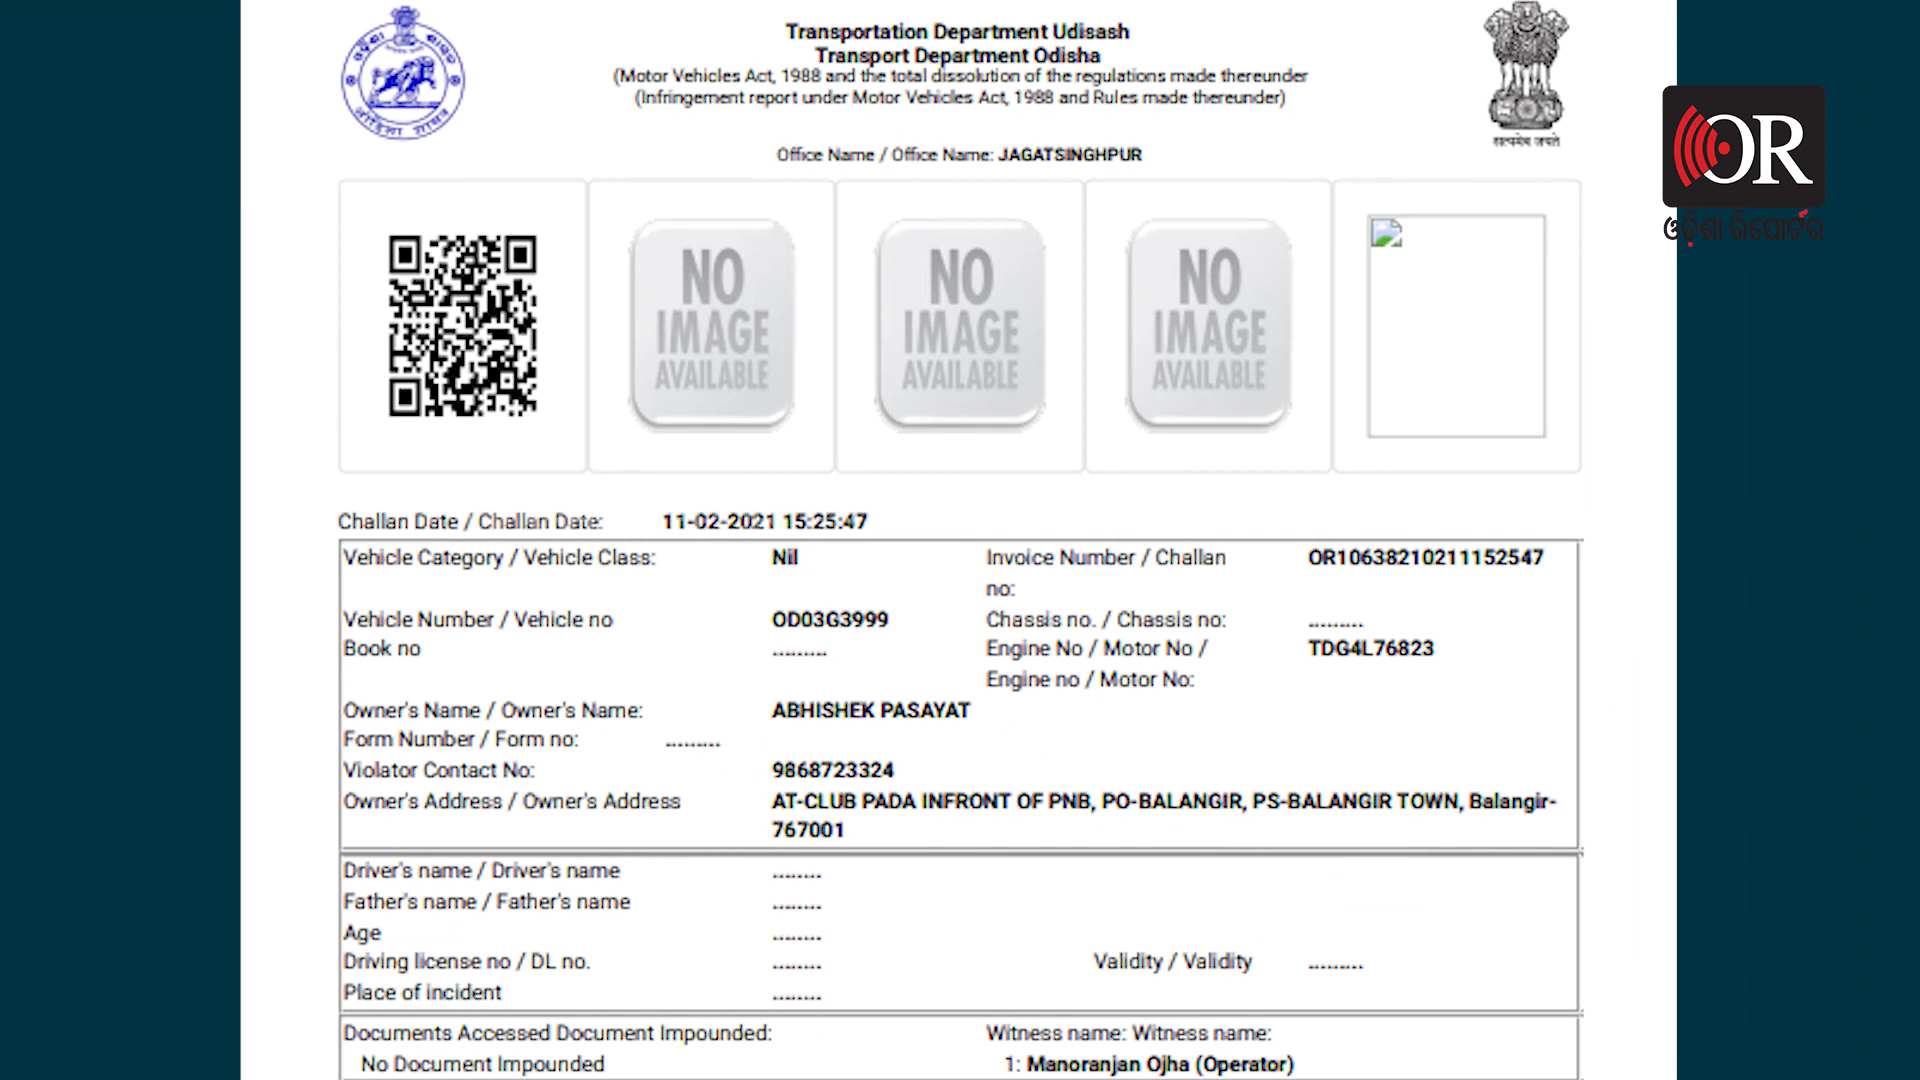 Transportation Department Udisash
Transport Department Odisha
(Motor Vehicles Act, 1988 and the total dissolution of the regulations made thereunder
(Infringement report under Motor Vehicles Act, 1988 and Rules made thereunder)
Office Name / Office Name: JAGATSINGHPUR
सत्यमेव जयते
OR
ଓଡ଼ିଶା ରିପୋର୍ଟର
NO IMAGE AVAILABLE
NO IMAGE AVAILABLE
NO IMAGE AVAILABLE
Challan Date / Challan Date: 11-02-2021 15:25:47
Vehicle Category / Vehicle Class: Nil Invoice Number / Challan no: OR10638210211152547
Vehicle Number / Vehicle no OD03G3999 Chassis no. / Chassis no: .........
Book no ......... Engine No / Motor No / TDG4L76823
Engine no / Motor No:
Owner's Name / Owner's Name: ABHISHEK PASAYAT
Form Number / Form no: .........
Violator Contact No: 9868723324
Owner's Address / Owner's Address AT-CLUB PADA INFRONT OF PNB, PO-BALANGIR, PS-BALANGIR TOWN, Balangir-
767001
Driver's name / Driver's name ........
Father's name / Father's name ........
Age ........
Driving license no / DL no. ........ Validity / Validity .........
Place of incident ........
Documents Accessed Document Impounded: Witness name: Witness name:
No Document Impounded 1: Manoranjan Ojha (Operator)